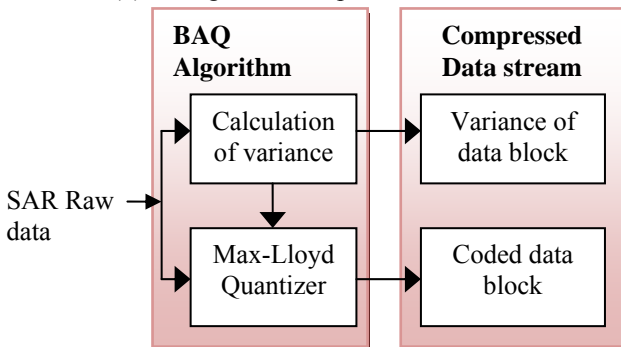 BAQ
Algorithm
Compressed
Data stream
Calculation
of variance
Variance of
data block
SAR Raw
data
Max-Lloyd
Quantizer
Coded data
block